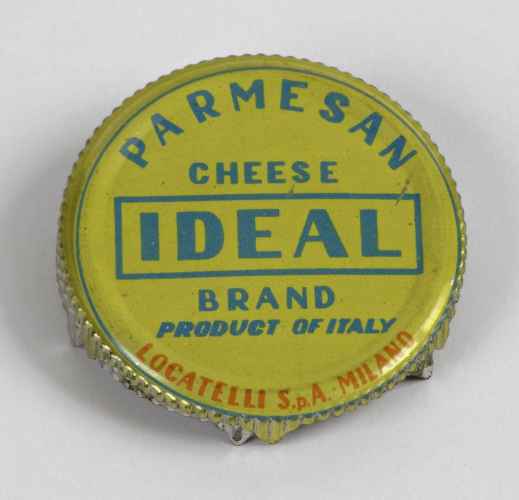 PARMESAN
CHEESE
IDEAL
BRAND
PRODUCT OF ITALY
LOCATELLI S.p.A. MILANO